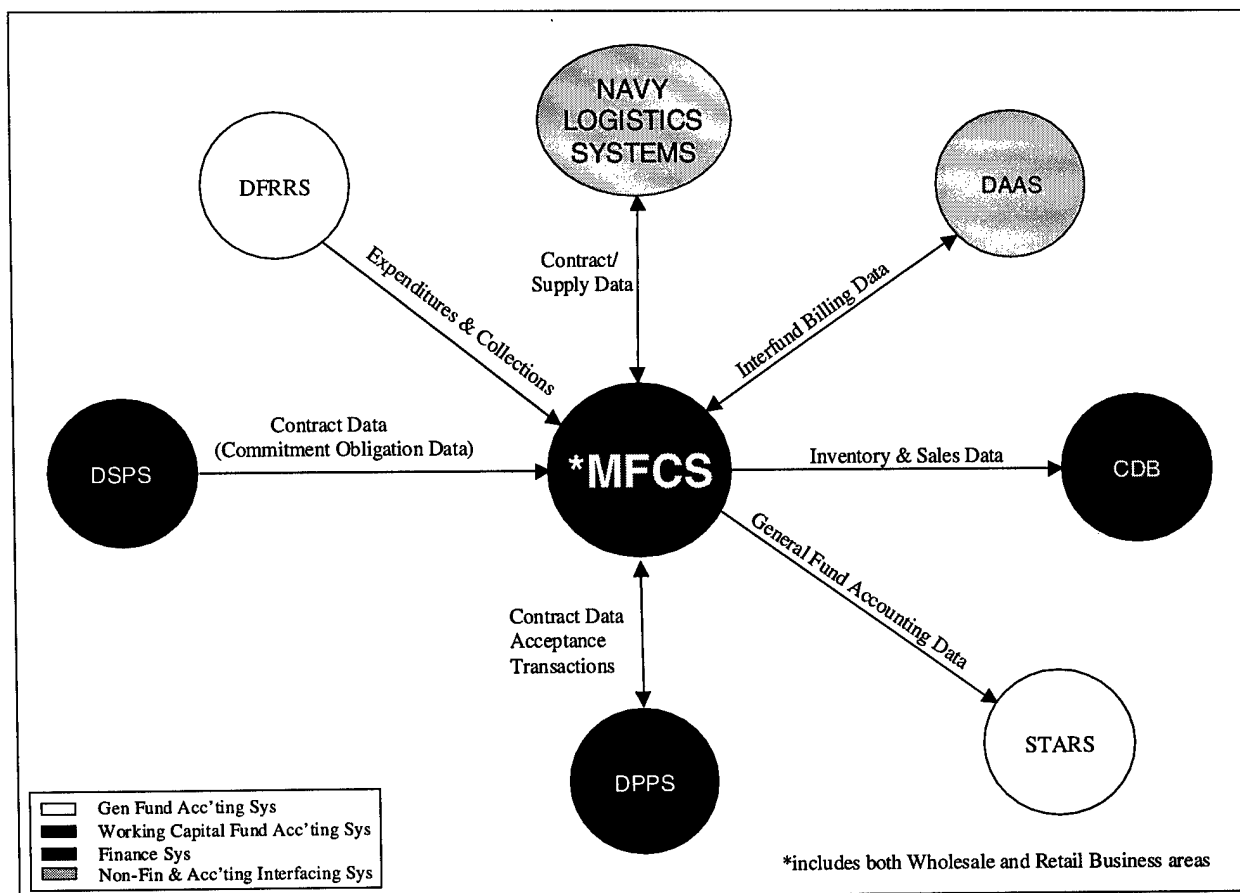 NAVY
LOGISTICS
SYSTEMS
DFRRS
DAAS
Contract/
Supply Data
Expenditures & Collections
Interfund Billing Data
Contract Data
(Commitment Obligation Data)
DSPS
*MFCS
Inventory & Sales Data
CDB
General Fund Accounting Data
Contract Data
Acceptance
Transactions
STARS
DPPS
Gen Fund Acc'ting Sys
Working Capital Fund Acc'ting Sys
Finance Sys
Non-Fin & Acc'ting Interfacing Sys
*includes both Wholesale and Retail Business areas